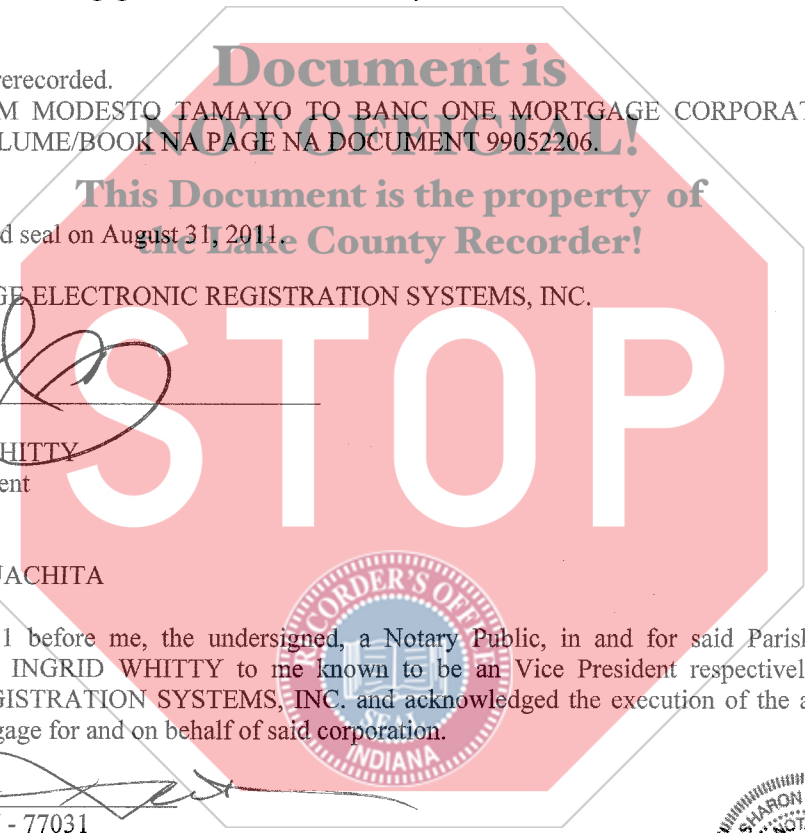 Document is
rerecorded.
M MODESTO TAMAYO TO BANC ONE MORTGAGE CORPORAT
LUME/BOOK NA PAGE NA DOCUMENT 99052206.
NOT OFFICIAL!
This Document is the property of
d seal on August 31, 2011.
the Lake County Recorder!
GE ELECTRONIC REGISTRATION SYSTEMS, INC.
STOP
HITTY
ent
UACHITA
RECORDER'S OFFICE
1 before me, the undersigned, a Notary Public, in and for said Parish
INGRID WHITTY to me known to be an Vice President respectivel
GISTRATION SYSTEMS, INC. and acknowledged the execution of the a
gage for and on behalf of said corporation.
SEAL
INDIANA
- 77031
SHARON